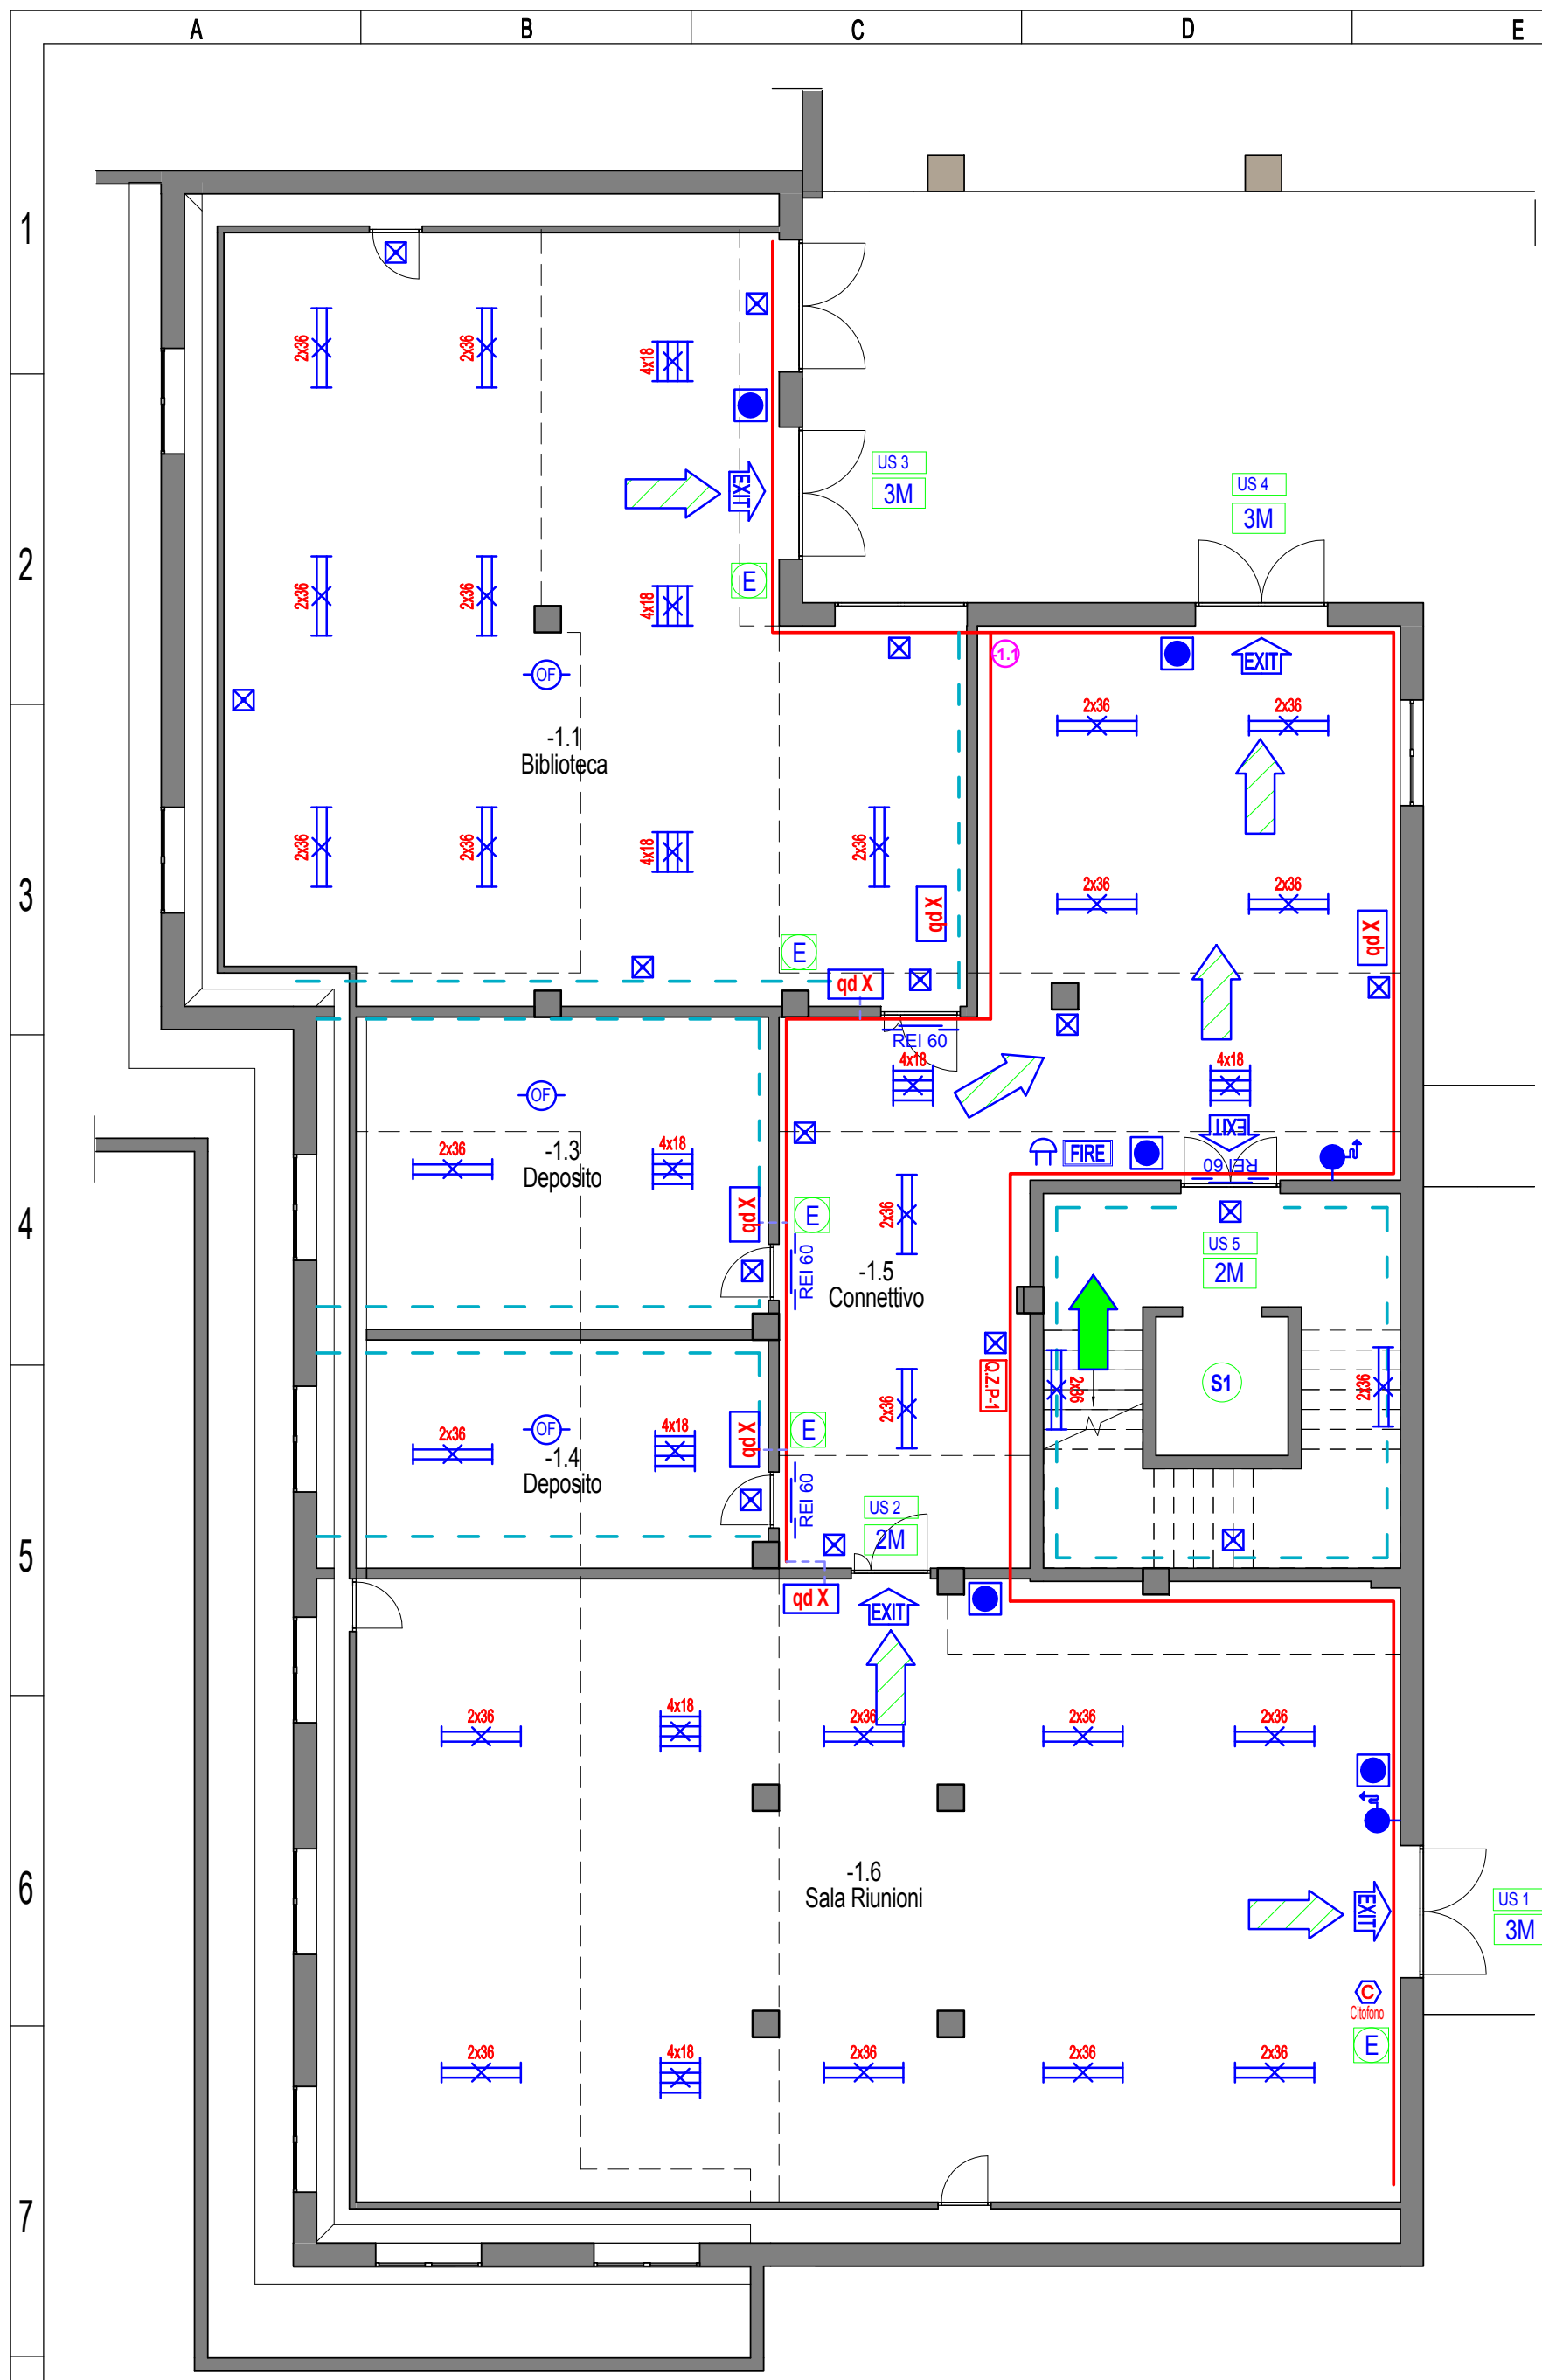 A B C D E
1
2x36
2x36
4x18
EXIT
US 3
3M
US 4
3M
2
2x36
2x36
4x18
E
OF
-1.1
EXIT
-1.1
Biblioteca
2x36
2x36
2x36
2x36
4x18
2x36
3
X pb
2x36
2x36
X pb
E
qd X
REI 60
4x18
4x18
OF
EXIT
FIRE
REI 60
-1.3
Deposito
2x36
4x18
4
X pb
E
2x36
REI 60
-1.5
Connettivo
US 5
2M
Q.Z.P-1
2x36
S1
2x36
2x36
OF
-1.4
Deposito
2x36
4x18
X pb
E
REI 60
US 2
2M
5
qd X
EXIT
2x36
4x18
2x36
2x36
2x36
6
-1.6
Sala Riunioni
EXIT
US 1
3M
C
Citofono
E
2x36
4x18
2x36
2x36
2x36
7